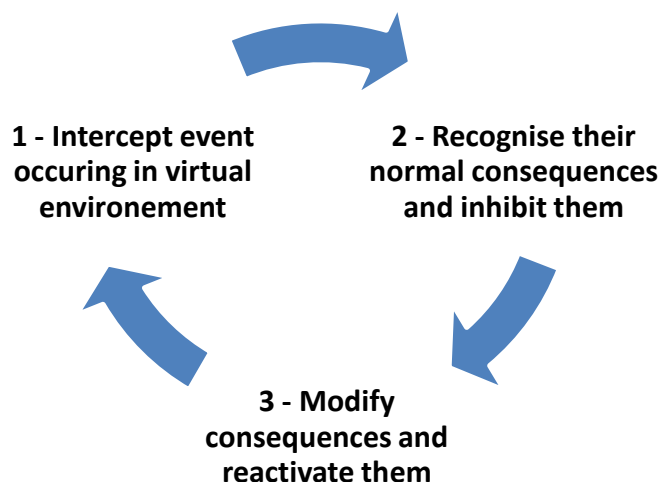 1 - Intercept event
occuring in virtual
environement
2 - Recognise their
normal consequences
and inhibit them
3 - Modify
consequences and
reactivate them